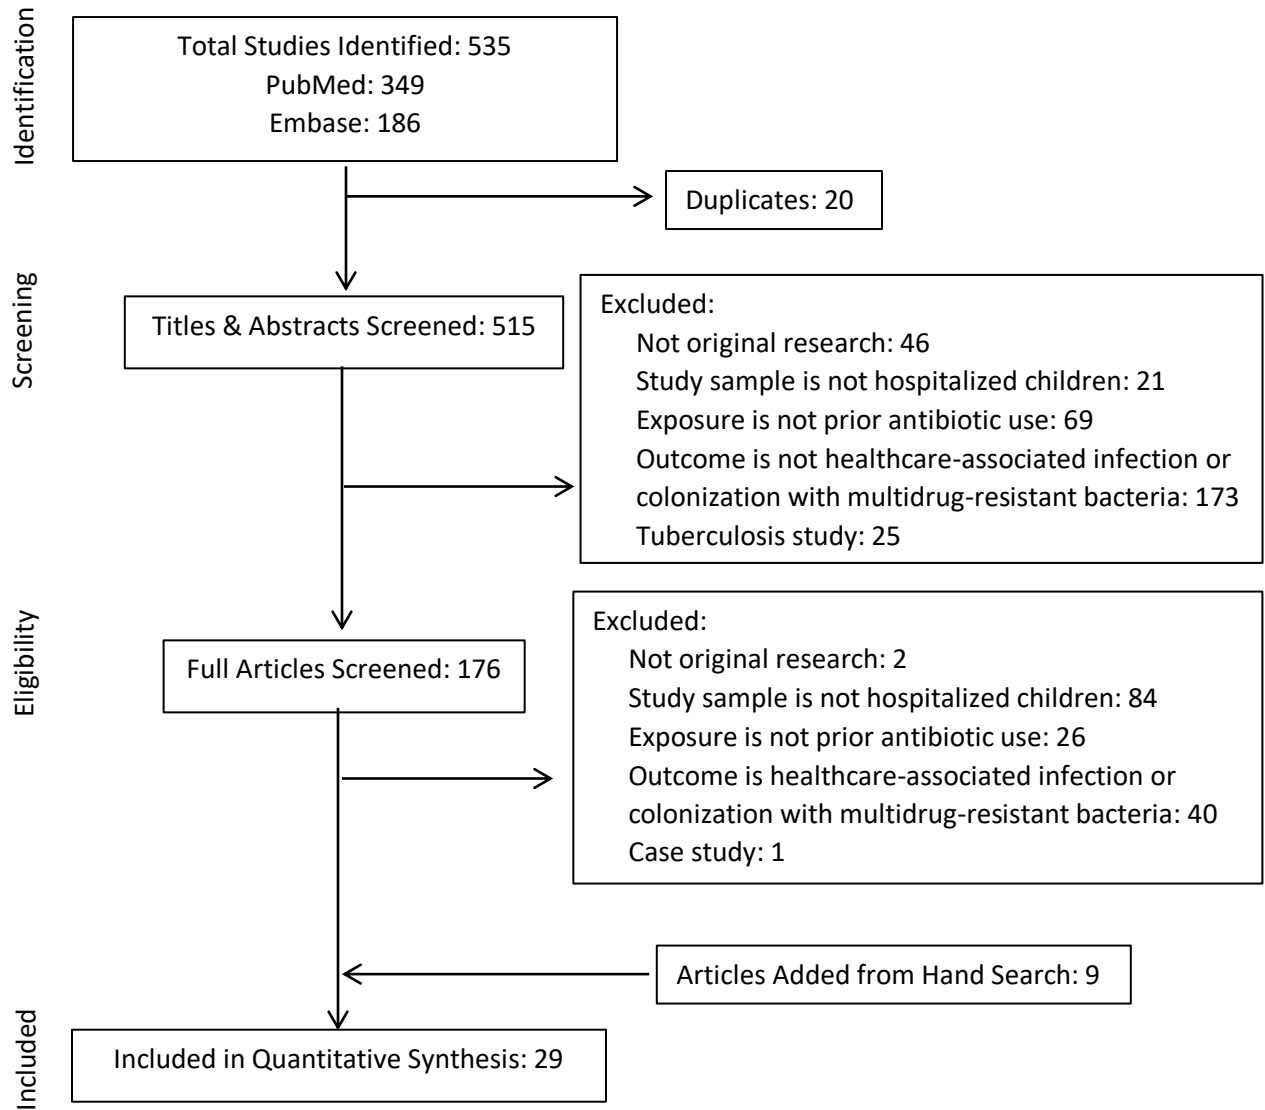 Identification
Total Studies Identified: 535
PubMed: 349
Embase: 186
Duplicates: 20
Screening
Titles & Abstracts Screened: 515
Excluded:
Not original research: 46
Study sample is not hospitalized children: 21
Exposure is not prior antibiotic use: 69
Outcome is not healthcare-associated infection or
colonization with multidrug-resistant bacteria: 173
Tuberculosis study: 25
Eligibility
Full Articles Screened: 176
Excluded:
Not original research: 2
Study sample is not hospitalized children: 84
Exposure is not prior antibiotic use: 26
Outcome is healthcare-associated infection or
colonization with multidrug-resistant bacteria: 40
Case study: 1
Articles Added from Hand Search: 9
Included
Included in Quantitative Synthesis: 29